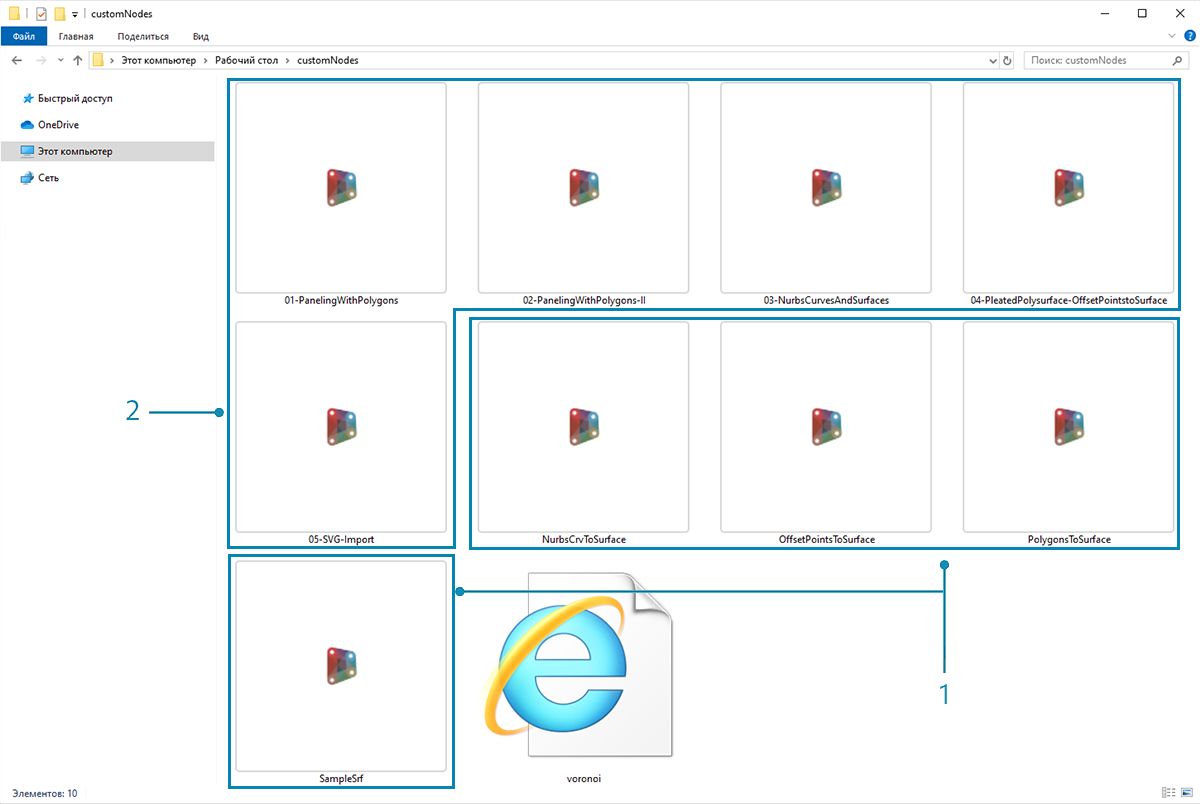 customNodes
Файл Главная Поделиться Вид
Этот компьютер Рабочий стол customNodes
Поиск: customNodes
Быстрый доступ
OneDrive
Этот компьютер
Сеть
01-PanelingWithPolygons 02-PanelingWithPolygons-II 03-NurbsCurvesAndSurfaces 04-PleatedPolysurface-OffsetPointstoSurface
2
05-SVG-Import NurbsCrvToSurface OffsetPointsToSurface PolygonsToSurface
1
SampleSrf voronoi
Элементов: 10